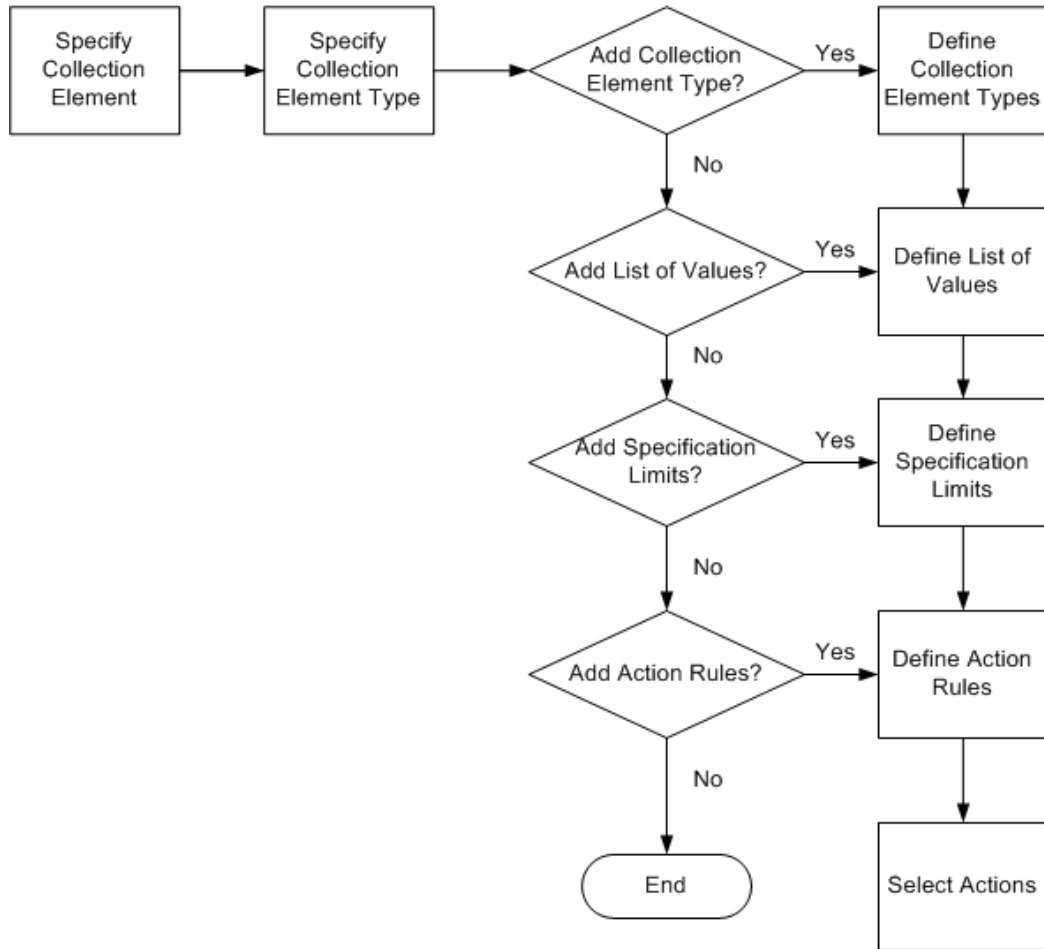 Specify
Collection
Element
Specify
Collection
Element Type
Add Collection
Element Type?
Yes
Define
Collection
Element Types
No
Add List of Values?
Yes
Define List of
Values
No
Add Specification
Limits?
Yes
Define
Specification
Limits
No
Add Action Rules?
Yes
Define Action
Rules
No
End
Select Actions